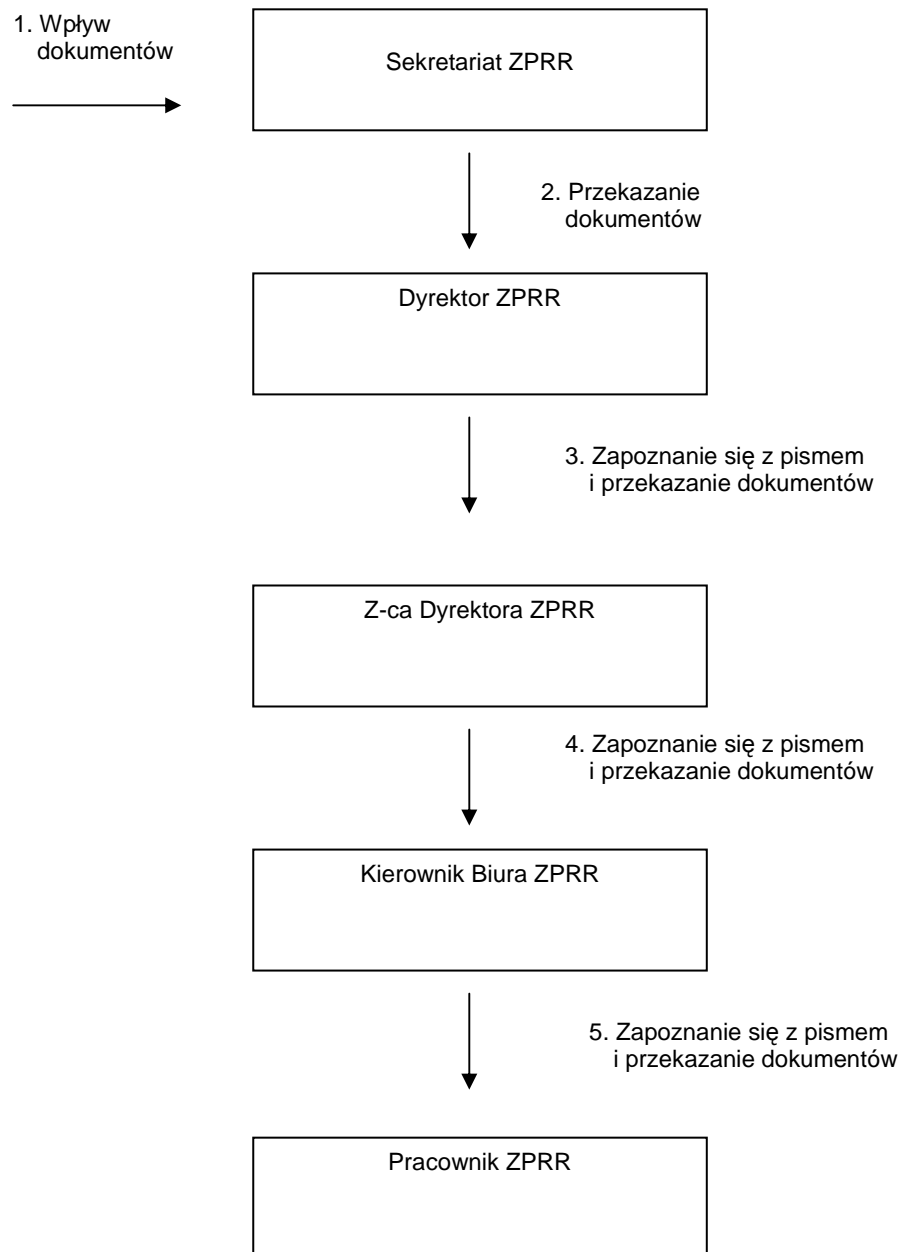 1. Wpływ
dokumentów
Sekretariat ZPRR
2. Przekazanie
dokumentów
Dyrektor ZPRR
3. Zapoznanie się z pismem
i przekazanie dokumentów
Z-ca Dyrektora ZPRR
4. Zapoznanie się z pismem
i przekazanie dokumentów
Kierownik Biura ZPRR
5. Zapoznanie się z pismem
i przekazanie dokumentów
Pracownik ZPRR